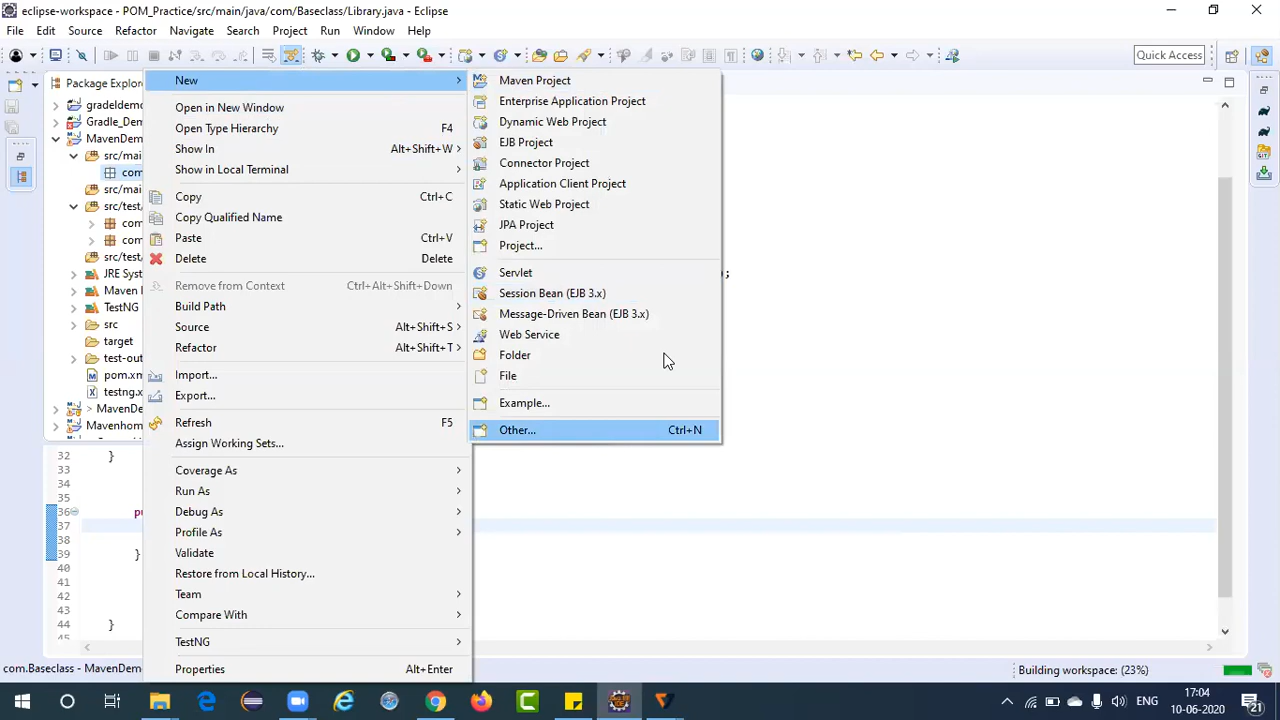 eclipse-workspace - POM_Practice/src/main/java/com/Baseclass/Library.java - Eclipse
File Edit Source Refactor Navigate Search Project Run Window Help
Quick Access
Package Explor
gradeldemo
Gradle_Dem
MavenDem
src/mai
com
src/mai
src/test/
com
com
src/test/
JRE Syst
Maven
TestNG
src
target
test-out
pom.xm
testng.x
> MavenDe
Mavenhom
New
Open in New Window
Open Type Hierarchy F4
Show In Alt+Shift+W
Show in Local Terminal
Copy Ctrl+C
Copy Qualified Name
Paste Ctrl+V
Delete Delete
Remove from Context Ctrl+Alt+Shift+Down
Build Path
Source Alt+Shift+S
Refactor Alt+Shift+T
Import...
Export...
Refresh F5
Assign Working Sets...
Coverage As
Run As
Debug As
Profile As
Validate
Restore from Local History...
Team
Compare With
TestNG
Properties Alt+Enter
Maven Project
Enterprise Application Project
Dynamic Web Project
EJB Project
Connector Project
Application Client Project
Static Web Project
JPA Project
Project...
Servlet
Session Bean (EJB 3.x)
Message-Driven Bean (EJB 3.x)
Web Service
Folder
File
Example...
Other... Ctrl+N
);
32 }
33
34
35
36 pu
37
38
39 }
40
41
42
43
44 }
45
com.Baseclass - MavenDem
Building workspace: (23%)
ENG
17:04
10-06-2020
21